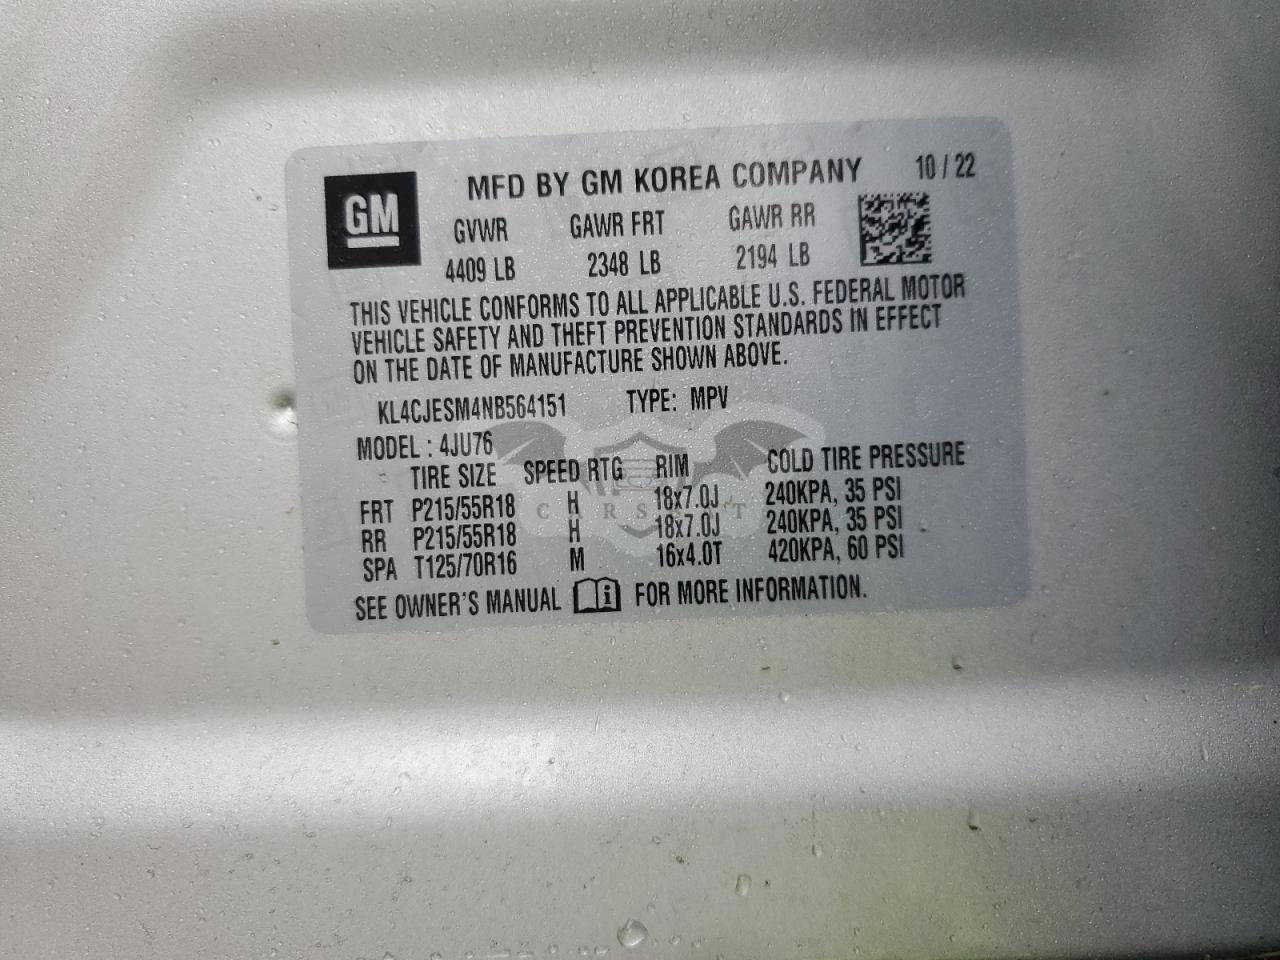 GM
MFD BY GM KOREA COMPANY 10 / 22
GVWR GAWR FRT GAWR RR
4409 LB 2348 LB 2194 LB
THIS VEHICLE CONFORMS TO ALL APPLICABLE U.S. FEDERAL MOTOR
VEHICLE SAFETY AND THEFT PREVENTION STANDARDS IN EFFECT
ON THE DATE OF MANUFACTURE SHOWN ABOVE.
KL4CJESM4NB564151 TYPE: MPV
MODEL : 4JU76
TIRE SIZE SPEED RTG RIM COLD TIRE PRESSURE
FRT P215/55R18 H 18x7.0J 240KPA, 35 PSI
RR P215/55R18 H 18x7.0J 240KPA, 35 PSI
SPA T125/70R16 M 16x4.0T 420KPA, 60 PSI
SEE OWNER'S MANUAL FOR MORE INFORMATION.